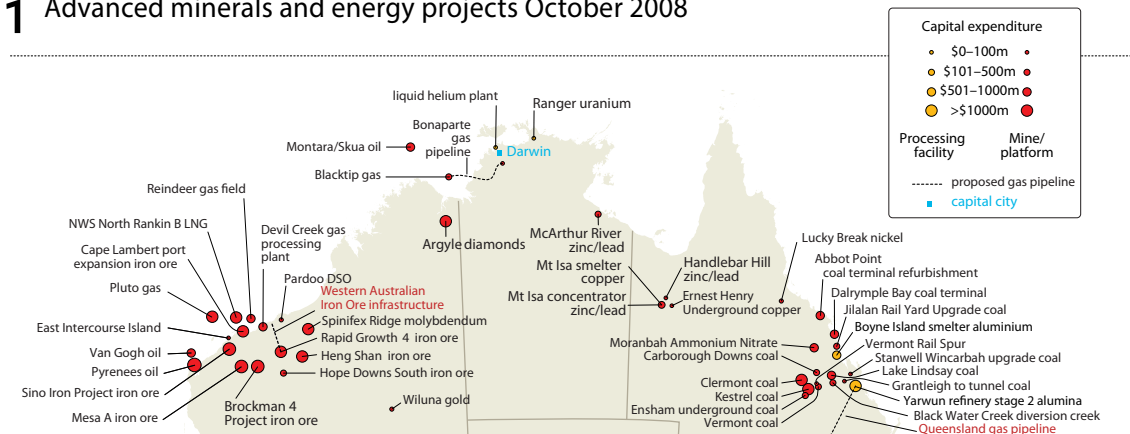 1 Advanced minerals and energy projects October 2008
Capital expenditure
$0–100m
$101–500m
$501–1000m
>$1000m
Processing
facility
Mine/
platform
proposed gas pipeline
capital city
liquid helium plant
Ranger uranium
Bonaparte
gas
pipeline
Darwin
Montara/Skua oil
Blacktip gas
Reindeer gas field
NWS North Rankin B LNG
Devil Creek gas
processing
plant
Cape Lambert port
expansion iron ore
Pluto gas
Pardoo DSO
Western Australian
Iron Ore infrastructure
East Intercourse Island
Spinifex Ridge molybdendum
Rapid Growth 4 iron ore
Van Gogh oil
Heng Shan iron ore
Pyrenees oil
Hope Downs South iron ore
Sino Iron Project iron ore
Mesa A iron ore
Brockman 4
Project iron ore
Wiluna gold
Argyle diamonds
McArthur River
zinc/lead
Mt Isa smelter
copper
Handlebar Hill
zinc/lead
Mt Isa concentrator
zinc/lead
Ernest Henry
Underground copper
Lucky Break nickel
Abbot Point
coal terminal refurbishment
Dalrymple Bay coal terminal
Jilalan Rail Yard Upgrade coal
Boyne Island smelter aluminium
Moranbah Ammonium Nitrate
Vermont Rail Spur
Carborough Downs coal
Stanwell Wincarbah upgrade coal
Lake Lindsay coal
Clermont coal
Grantleigh to tunnel coal
Kestrel coal
Yarwun refinery stage 2 alumina
Ensham underground coal
Black Water Creek diversion creek
Vermont coal
Queensland gas pipeline